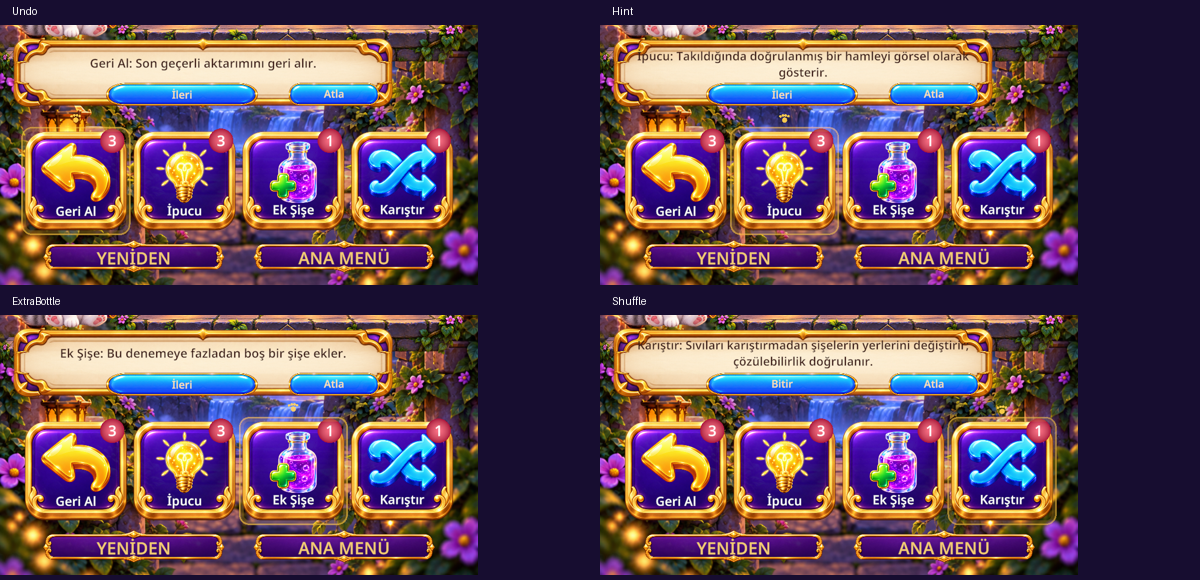 Undo
Geri Al: Son geçerli aktarımını geri alır.
İleri
Atla
3
3
1
1
Geri Al
İpucu
Ek Şişe
Karıştır
YENİDEN
ANA MENÜ
Hint
İpucu: Takıldığında doğrulanmış bir hamleyi görsel olarak
gösterir.
İleri
Atla
3
3
1
1
Geri Al
İpucu
Ek Şişe
Karıştır
YENİDEN
ANA MENÜ
ExtraBottle
Ek Şişe: Bu denemeye fazladan boş bir şişe ekler.
İleri
Atla
3
3
1
1
Geri Al
İpucu
Ek Şişe
Karıştır
YENİDEN
ANA MENÜ
Shuffle
Karıştır: Sıvıları karıştırmadan şişelerin yerlerini değiştirir,
çözülebilirlik doğrulanır.
Bitir
Atla
3
3
1
1
Geri Al
İpucu
Ek Şişe
Karıştır
YENİDEN
ANA MENÜ